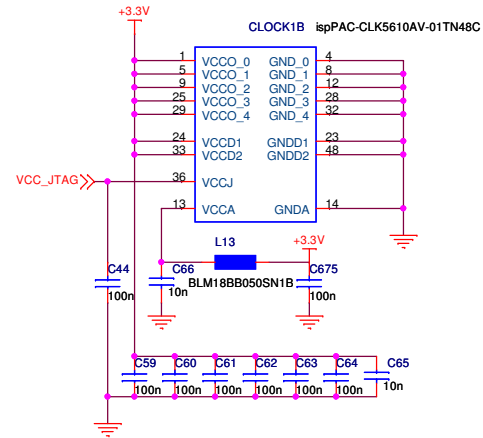 +3.3V
CLOCK1B ispPAC-CLK5610AV-01TN48C
1 VCCO_0 GND_0 4
5 VCCO_1 GND_1 8
9 VCCO_2 GND_2 12
25 VCCO_3 GND_3 28
29 VCCO_4 GND_4 32
24 VCCD1 GNDD1 23
33 VCCD2 GNDD2 48
VCC_JTAG 36 VCCJ
13 VCCA GNDA 14
L13 +3.3V
C44 C66 C675
BLM18BB050SN1B
100n 10n 100n
C59 C60 C61 C62 C63 C64 C65
100n 100n 100n 100n 100n 100n 10n